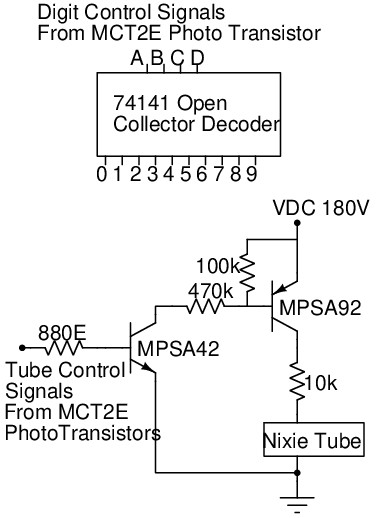 Digit Control Signals
From MCT2E Photo Transistor
A B C D
74141 Open
Collector Decoder
0 1 2 3 4 5 6 7 8 9
VDC 180V
100k
470k
MPSA92
880E
MPSA42
Tube Control
Signals
From MCT2E
PhotoTransistors
10k
Nixie Tube